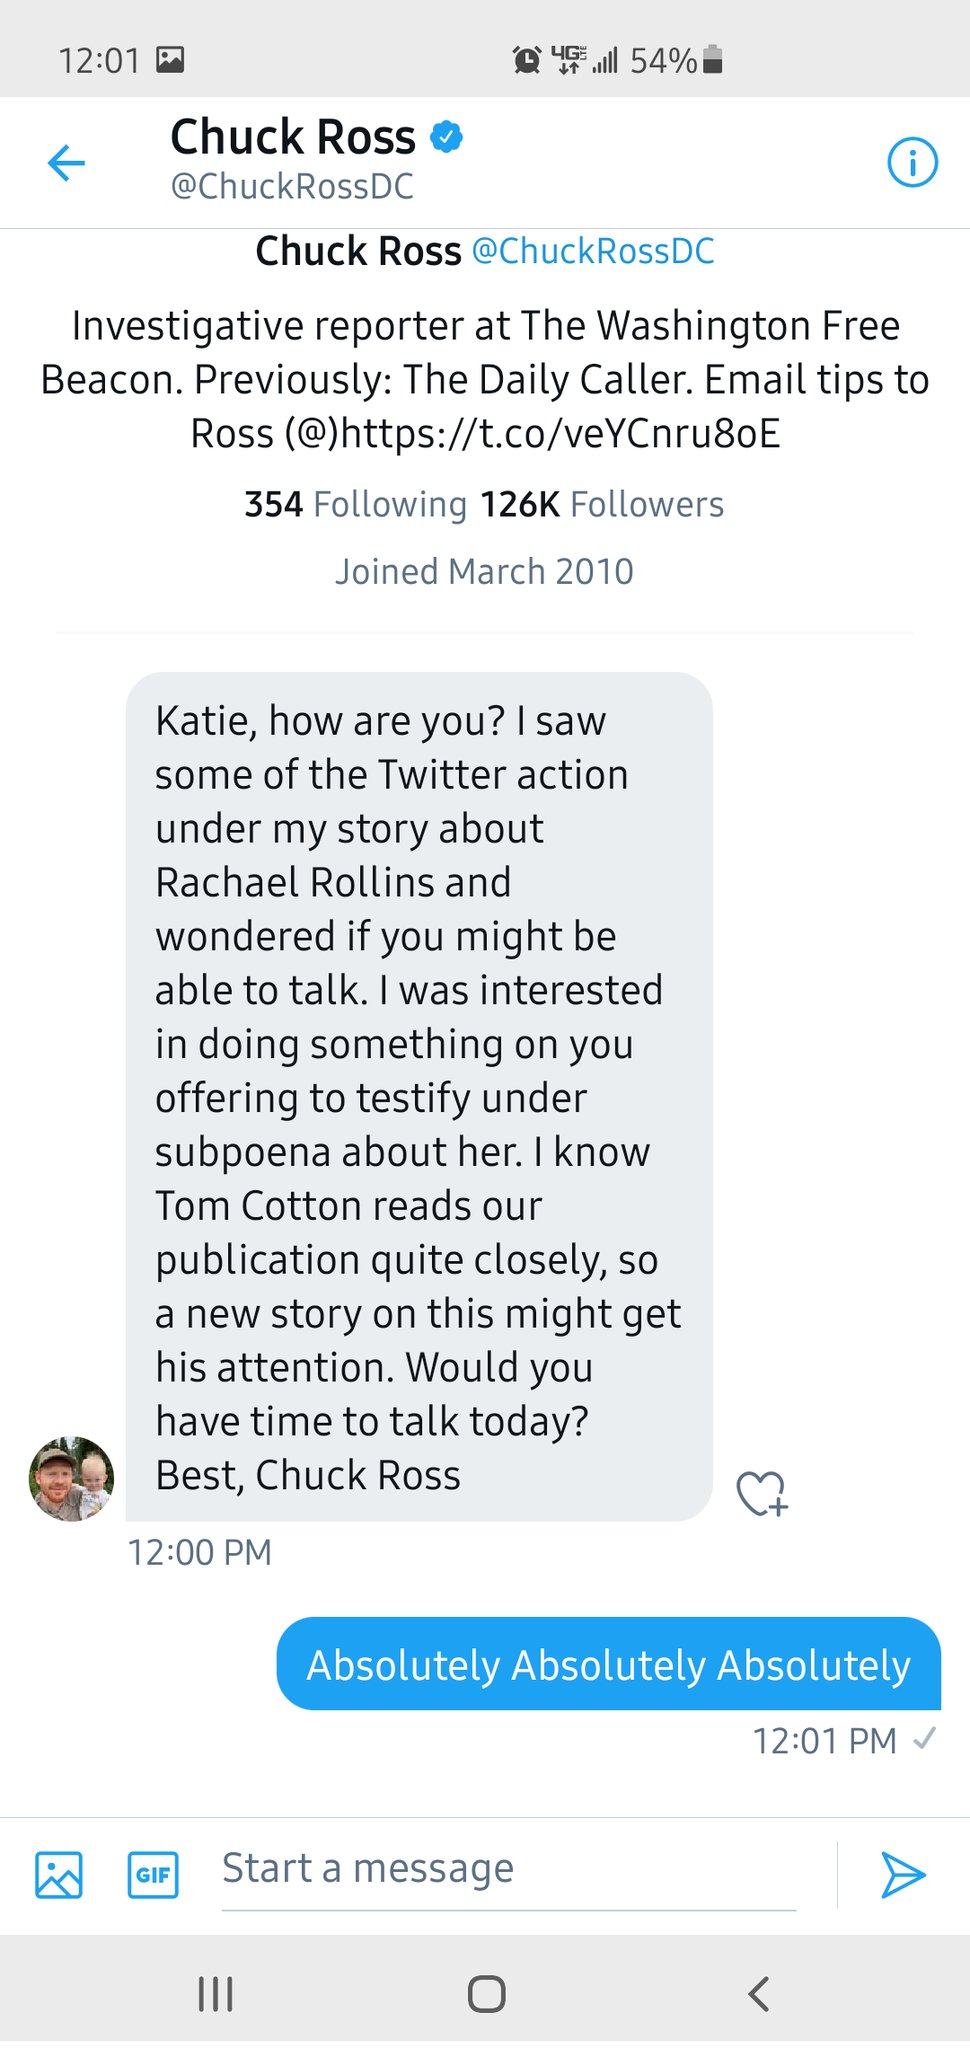 12:01 4G LTE 54%
Chuck Ross
@ChuckRossDC
Chuck Ross @ChuckRossDC
Investigative reporter at The Washington Free
Beacon. Previously: The Daily Caller. Email tips to
Ross (@)https://t.co/veYCnru8oE
354 Following 126K Followers
Joined March 2010
Katie, how are you? I saw
some of the Twitter action
under my story about
Rachael Rollins and
wondered if you might be
able to talk. I was interested
in doing something on you
offering to testify under
subpoena about her. I know
Tom Cotton reads our
publication quite closely, so
a new story on this might get
his attention. Would you
have time to talk today?
Best, Chuck Ross
12:00 PM
Absolutely Absolutely Absolutely
12:01 PM
GIF Start a message